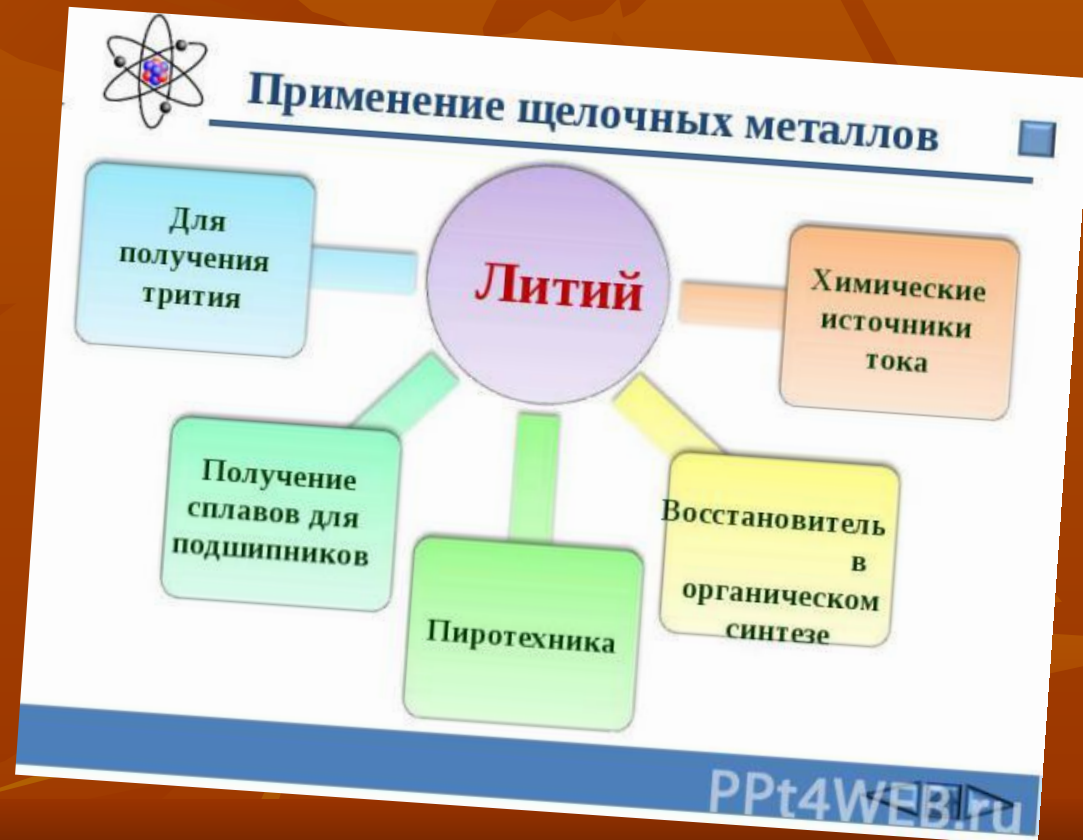 Применение щелочных металлов
Для
получения
трития
Литий
Химические
источники
тока
Получение
сплавов для
подшипников
Пиротехника
Восстановитель
в
органическом
синтезе
PPt4WEB.ru